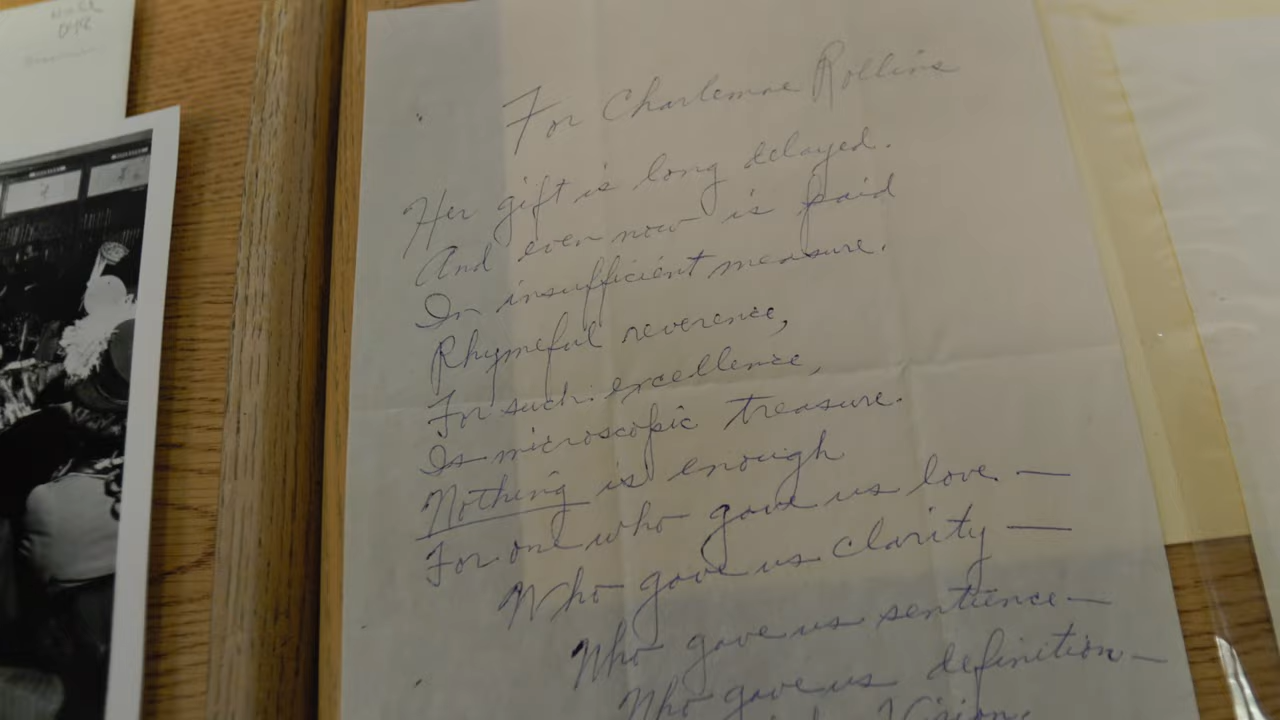 For Charlemae Rollins
Her gift is long delayed.
And even now is paid
In insufficient measure.
Rhymeful reverence,
For such excellence,
Is microscopic treasure.
Nothing is enough
For one who gave us love —
Who gave us clarity —
Who gave us sentience —
Who gave us definition —
Vision.